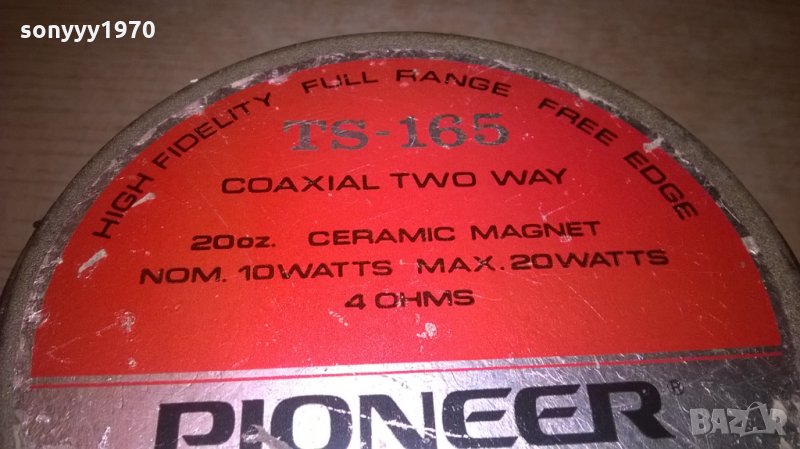 sonyyy1970
HIGH FIDELITY FULL RANGE FREE EDGE
TS-165
COAXIAL TWO WAY
20oz. CERAMIC MAGNET
NOM. 10WATTS MAX. 20WATTS
4 OHMS
PIONEER®
BAZAR